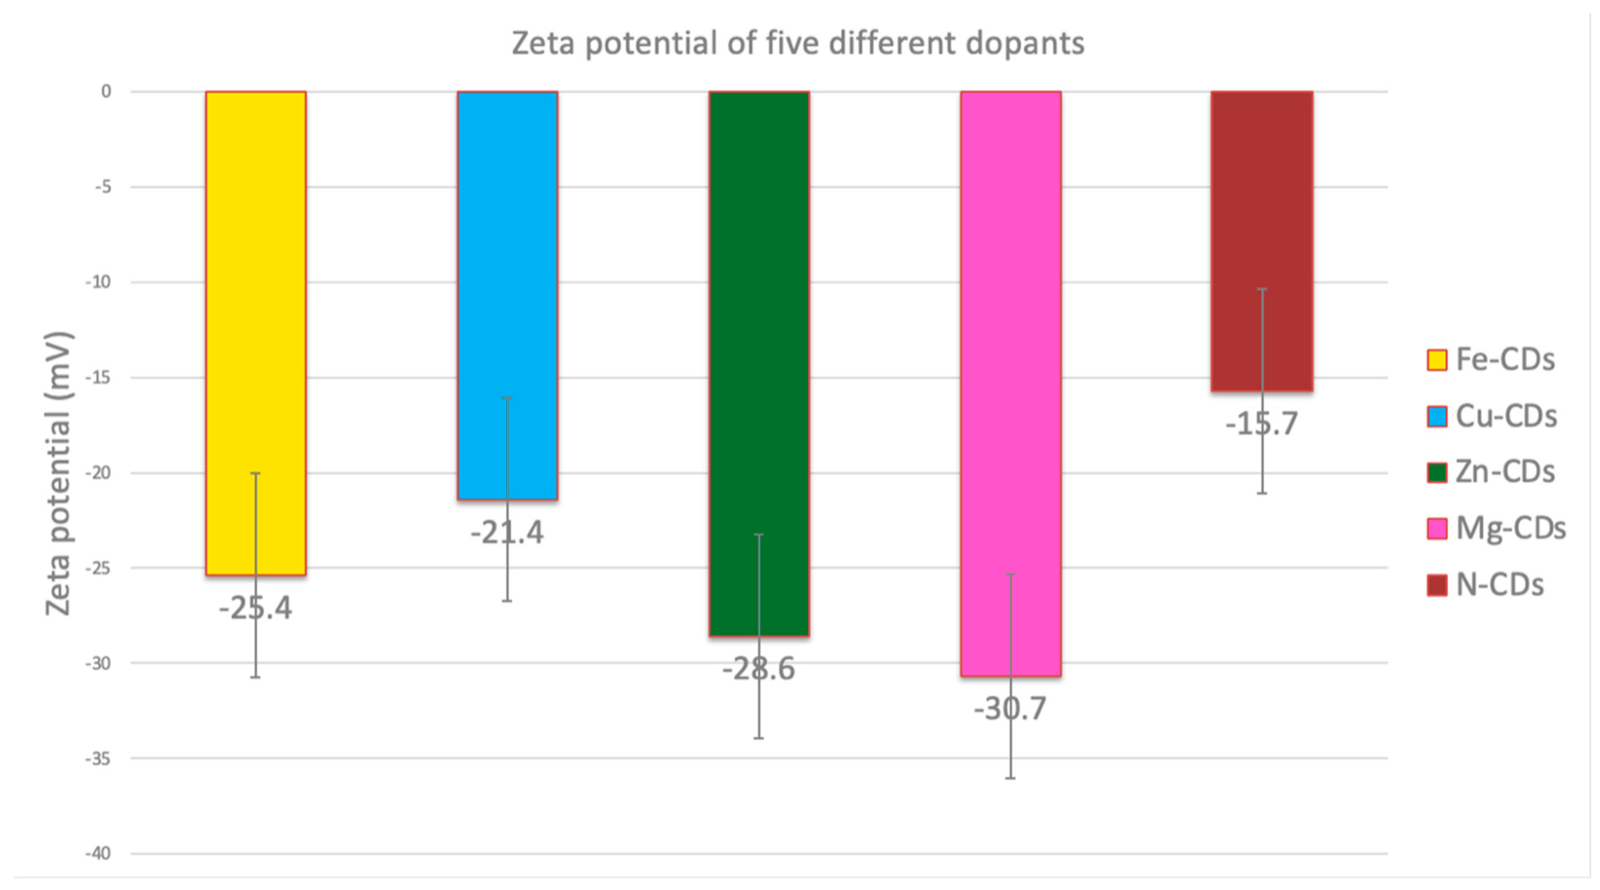 Zeta potential of five different dopants
0
-5
-10
-15
-20
-25
-30
-35
-40
Zeta potential (mV)
-25.4
-21.4
-28.6
-30.7
-15.7
Fe-CDs
Cu-CDs
Zn-CDs
Mg-CDs
N-CDs